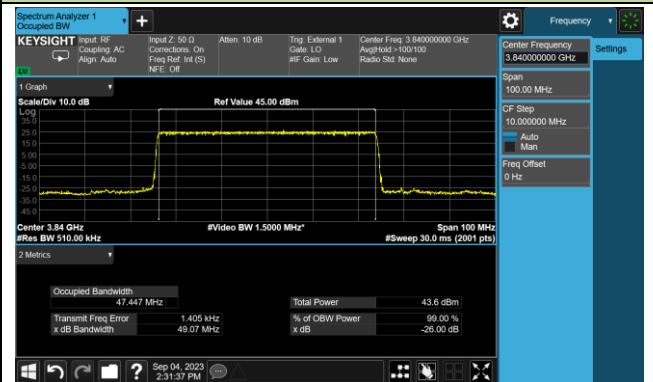 Spectrum Analyzer 1
Occupied BW
Frequency
KEYSIGHT
Input: RF
Coupling: AC
Align: Auto
Input Z: 50 Ω
Corrections: On
Freq Ref: Int (S)
NFE: Off
Atten: 10 dB
Trig: External 1
Gate: LO
#IF Gain: Low
Center Freq: 3.840000000 GHz
Avg|Hold:>100/100
Radio Std: None
Center Frequency
3.840000000 GHz
Settings
Span
100.00 MHz
CF Step
10.000000 MHz
Auto
Man
Freq Offset
0 Hz
1 Graph
Scale/Div 10.0 dB
Ref Value 45.00 dBm
Log
35.0
25.0
15.0
5.00
-5.00
-15.0
-25.0
-35.0
-45.0
Center 3.84 GHz
#Video BW 1.5000 MHz*
Span 100 MHz
#Res BW 510.00 kHz
#Sweep 30.0 ms (2001 pts)
2 Metrics
Occupied Bandwidth
47.447 MHz
Total Power 43.6 dBm
Transmit Freq Error 1.405 kHz
% of OBW Power 99.00 %
x dB Bandwidth 49.07 MHz
x dB -26.00 dB
Sep 04, 2023
2:31:37 PM